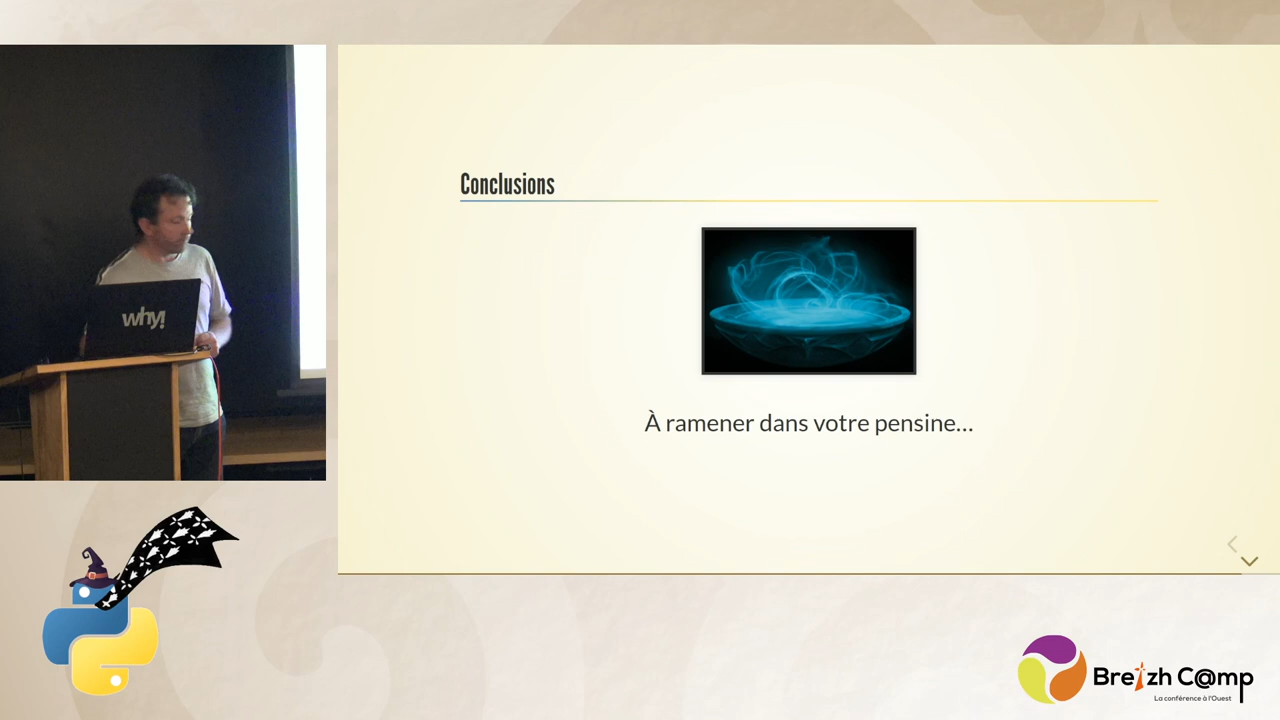 Conclusions
why!
À ramener dans votre pensine...
Breizh C@mp
La conférence à l'Ouest